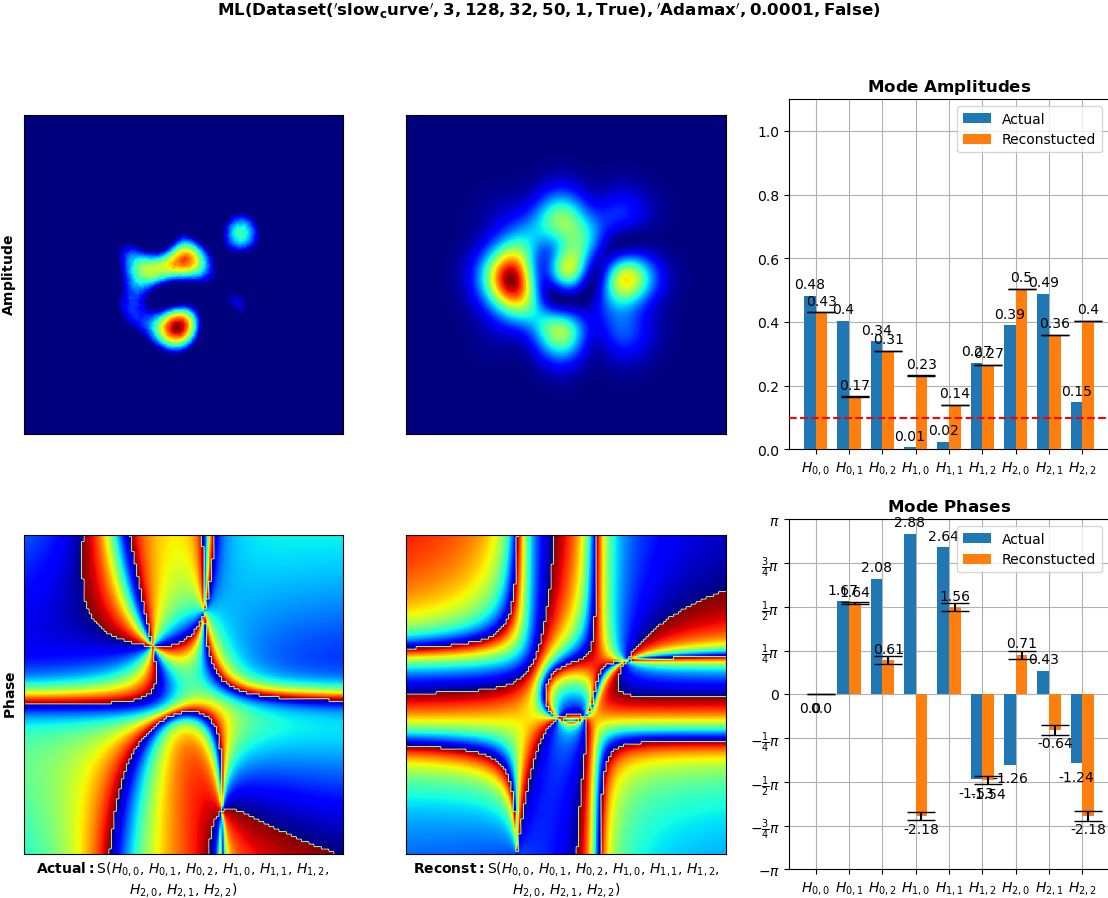 ML(Dataset('slow_curve', 3, 128, 32, 50, 1, True), 'Adamax', 0.0001, False)
Amplitude
Mode Amplitudes
Actual
Reconstucted
1.0
0.8
0.6
0.4
0.2
0.0
0.48 0.4 0.34 0.01 0.02 0.27 0.39 0.49 0.15
0.43 0.17 0.31 0.23 0.14 0.27 0.5 0.36 0.4
H0,0 H0,1 H0,2 H1,0 H1,1 H1,2 H2,0 H2,1 H2,2
Phase
Actual: S(H0,0, H0,1, H0,2, H1,0, H1,1, H1,2,
H2,0, H2,1, H2,2)
Reconst: S(H0,0, H0,1, H0,2, H1,0, H1,1, H1,2,
H2,0, H2,1, H2,2)
Mode Phases
Actual
Reconstucted
π
3/4π
1/2π
1/4π
0
−1/4π
−1/2π
−3/4π
−π
0.0 1.67 2.08 2.88 2.64 -1.53 -1.26 0.43 -1.24
0.0 1.64 0.61 -2.18 1.56 -1.54 0.71 -0.64 -2.18
H0,0 H0,1 H0,2 H1,0 H1,1 H1,2 H2,0 H2,1 H2,2